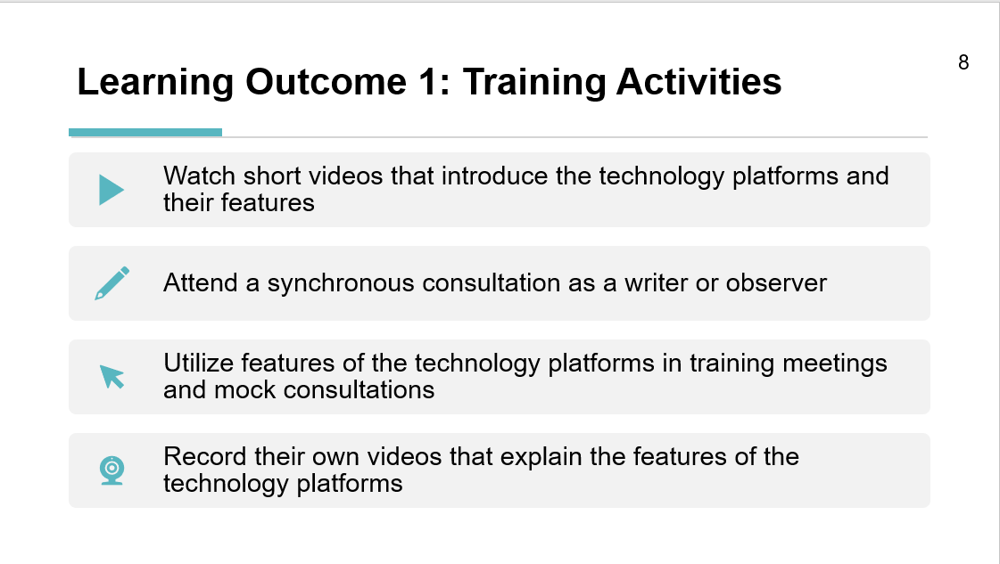 8
Learning Outcome 1: Training Activities
Watch short videos that introduce the technology platforms and
their features
Attend a synchronous consultation as a writer or observer
Utilize features of the technology platforms in training meetings
and mock consultations
Record their own videos that explain the features of the
technology platforms